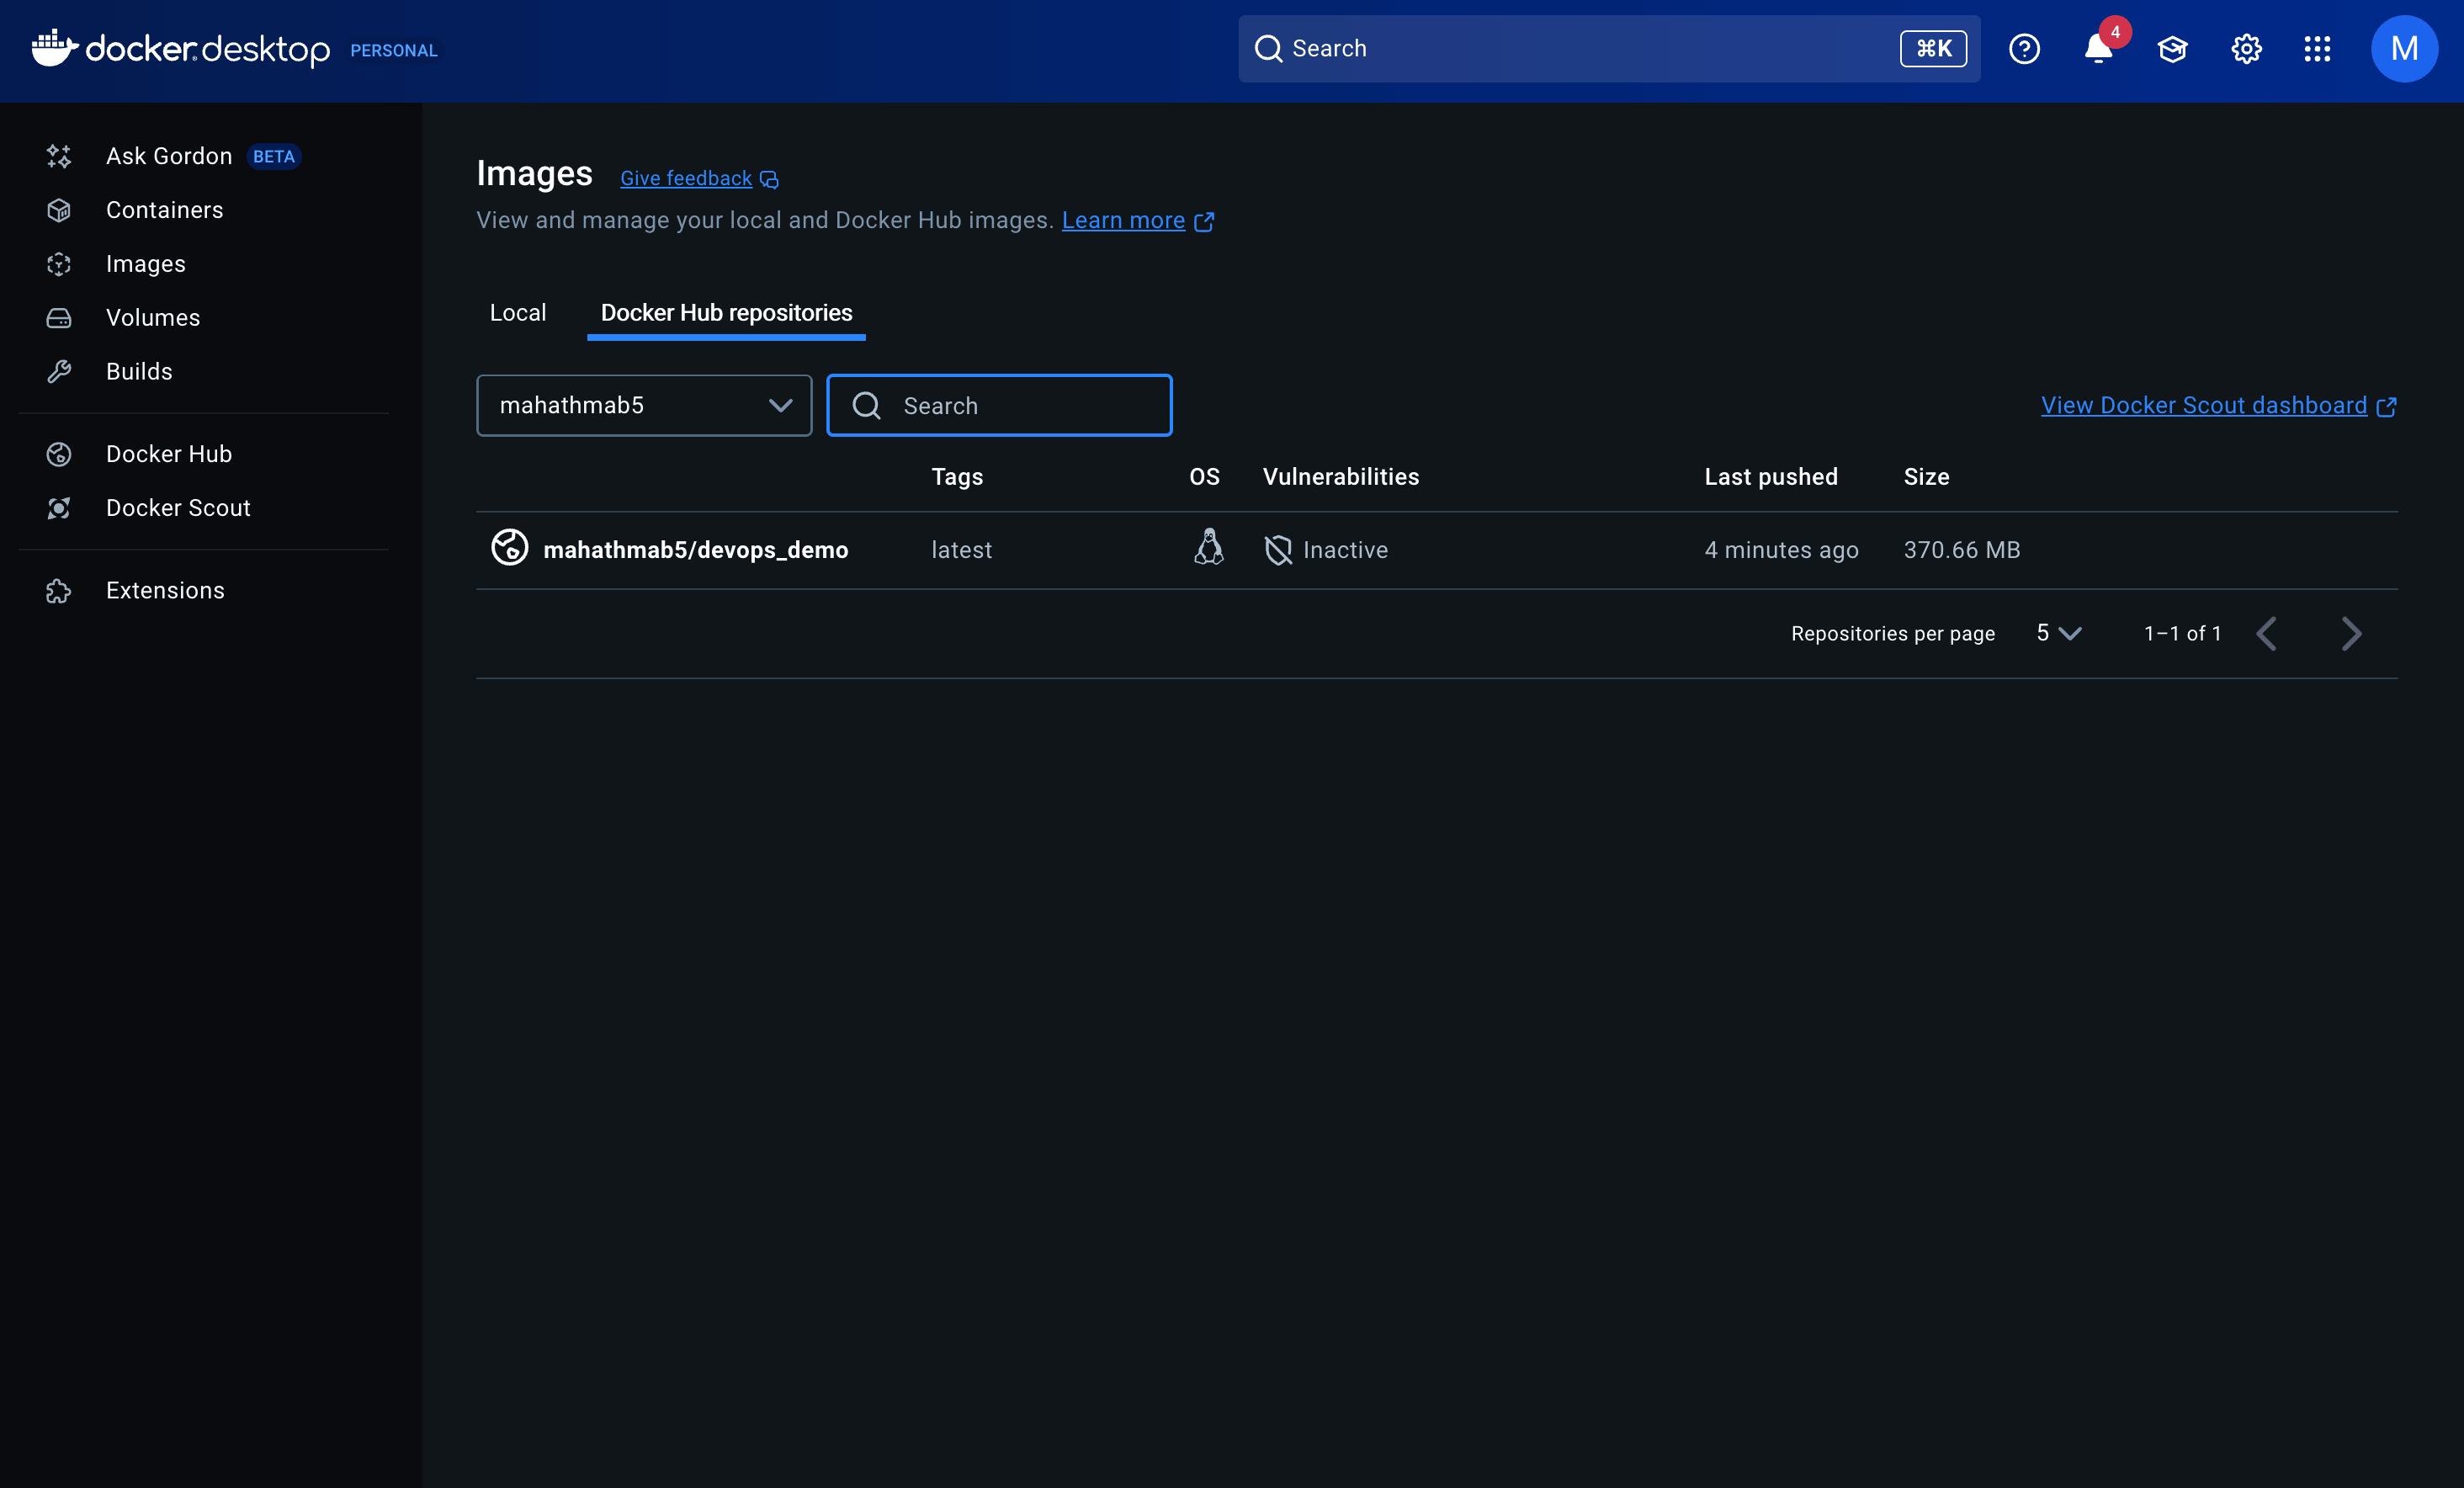 docker.desktop PERSONAL
Search
⌘K
4
M
Ask Gordon BETA
Containers
Images
Volumes
Builds
Docker Hub
Docker Scout
Extensions
Images Give feedback
View and manage your local and Docker Hub images. Learn more
Local Docker Hub repositories
mahathmab5
Search
View Docker Scout dashboard
Tags OS Vulnerabilities Last pushed Size
mahathmab5/devops_demo latest Inactive 4 minutes ago 370.66 MB
Repositories per page 5 1–1 of 1